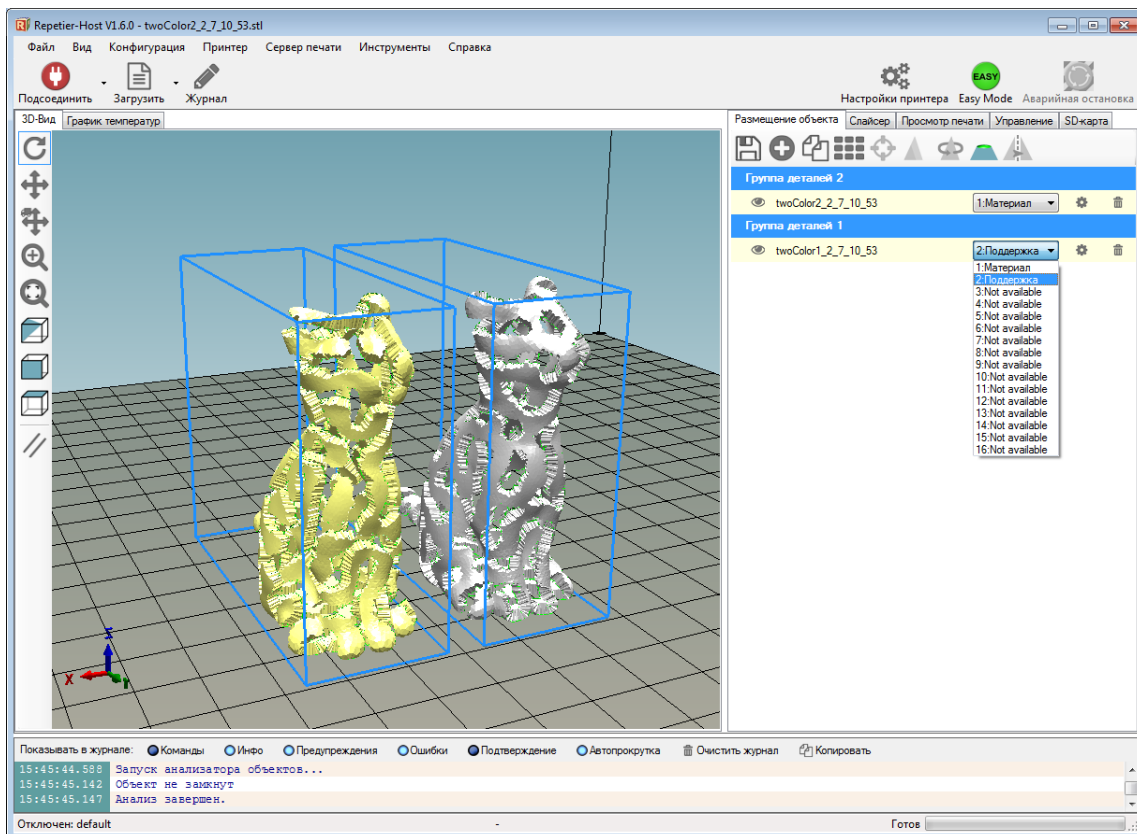 Repetier-Host V1.6.0 - twoColor2_2_7_10_53.stl
Файл Вид Конфигурация Принтер Сервер печати Инструменты Справка
Подсоединить Загрузить Журнал Настройки принтера EASY Easy Mode Аварийная остановка
3D-Вид График температур
Размещение объекта Слайсер Просмотр печати Управление SD-карта
Группа деталей 2
twoColor2_2_7_10_53 1:Материал
Группа деталей 1
twoColor1_2_7_10_53 2:Поддержка
1:Материал
2:Поддержка
3:Not available
4:Not available
5:Not available
6:Not available
7:Not available
8:Not available
9:Not available
10:Not available
11:Not available
12:Not available
13:Not available
14:Not available
15:Not available
16:Not available
Z
X
Показывать в журнале: Команды Инфо Предупреждения Ошибки Подтверждение Автопрокрутка Очистить журнал Копировать
15:45:44.588 Запуск анализатора объектов...
15:45:45.142 Объект не замкнут
15:45:45.147 Анализ завершен.
Отключен: default - Готов